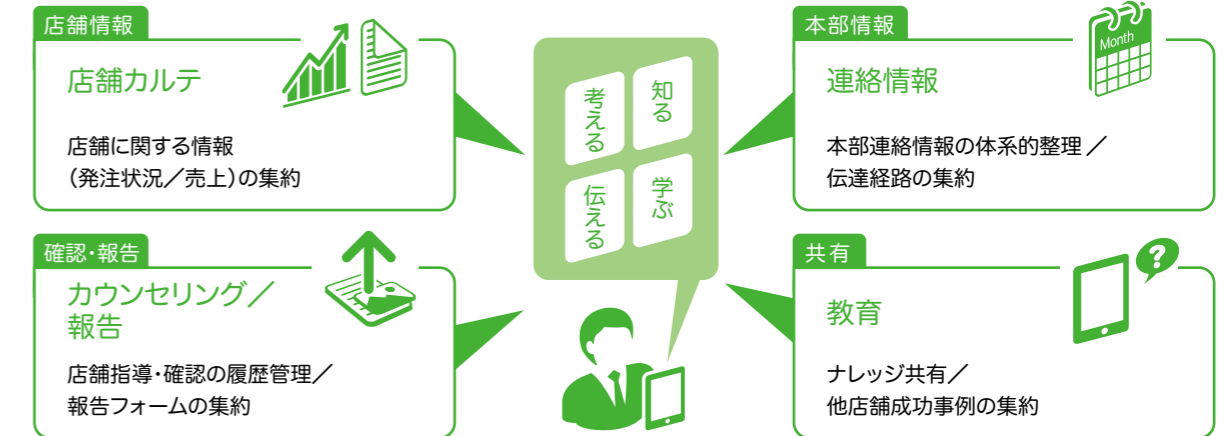 店舗情報
店舗カルテ
店舗に関する情報
（発注状況／売上）の集約
確認・報告
カウンセリング／
報告
店舗指導・確認の履歴管理／
報告フォームの集約
知る
考える
学ぶ
伝える
本部情報
Month
連絡情報
本部連絡情報の体系的整理／
伝達経路の集約
共有
?
教育
ナレッジ共有／
他店舗成功事例の集約